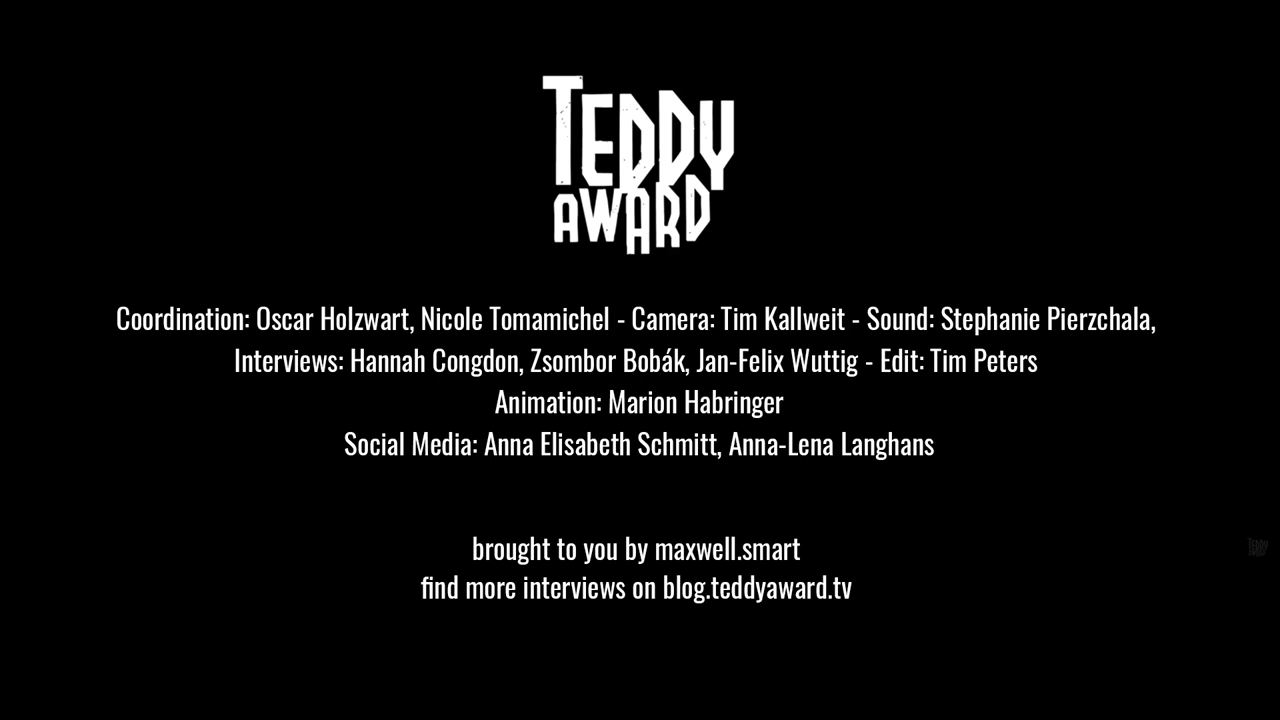 TEDDY
AWARD
Coordination: Oscar Holzwart, Nicole Tomamichel - Camera: Tim Kallweit - Sound: Stephanie Pierzchala,
Interviews: Hannah Congdon, Zsombor Bobák, Jan-Felix Wuttig - Edit: Tim Peters
Animation: Marion Habringer
Social Media: Anna Elisabeth Schmitt, Anna-Lena Langhans
brought to you by maxwell.smart
find more interviews on blog.teddyaward.tv
TEDDY